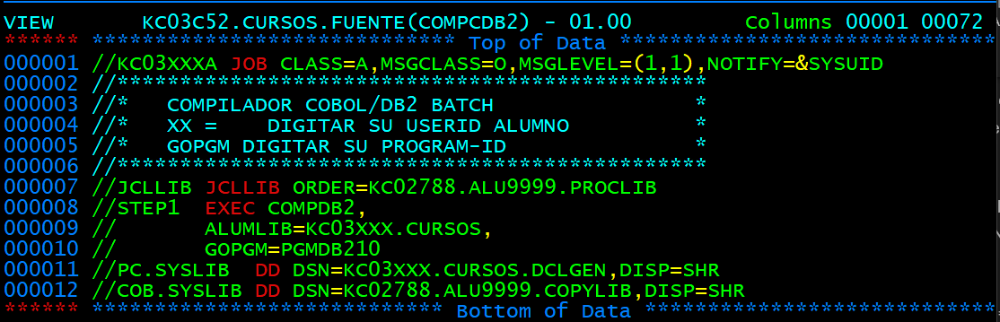 VIEW       KC03C52.CURSOS.FUENTE(COMPCDB2) - 01.00         Columns 00001 00072
****** ***************************** Top of Data ******************************
000001 //KC03XXXA JOB CLASS=A,MSGCLASS=O,MSGLEVEL=(1,1),NOTIFY=&SYSUID
000002 //***********************************************
000003 //*   COMPILADOR COBOL/DB2 BATCH                *
000004 //*   XX =    DIGITAR SU USERID ALUMNO          *
000005 //*   GOPGM DIGITAR SU PROGRAM-ID               *
000006 //***********************************************
000007 //JCLLIB JCLLIB ORDER=KC02788.ALU9999.PROCLIB
000008 //STEP1  EXEC COMPDB2,
000009 //       ALUMLIB=KC03XXX.CURSOS,
000010 //       GOPGM=PGMDB210
000011 //PC.SYSLIB  DD DSN=KC03XXX.CURSOS.DCLGEN,DISP=SHR
000012 //COB.SYSLIB DD DSN=KC02788.ALU9999.COPYLIB,DISP=SHR
****** **************************** Bottom of Data ****************************